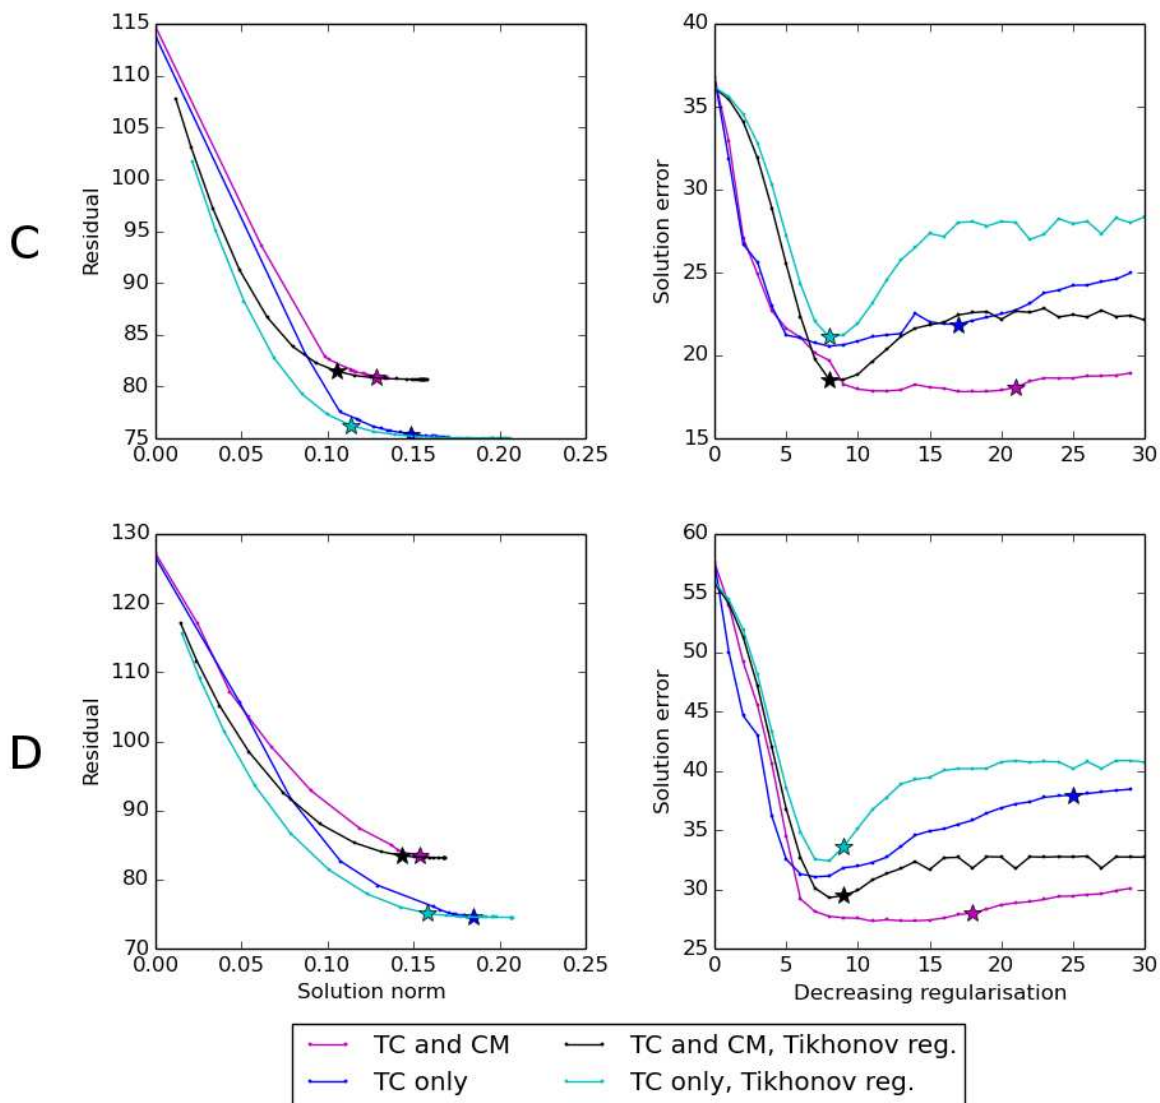 C
115
110
105
100
95
90
85
80
75
Residual
0.00 0.05 0.10 0.15 0.20 0.25
40
35
30
25
20
15
Solution error
0 5 10 15 20 25 30
D
130
120
110
100
90
80
70
Residual
0.00 0.05 0.10 0.15 0.20 0.25
Solution norm
60
55
50
45
40
35
30
25
Solution error
0 5 10 15 20 25 30
Decreasing regularisation
TC and CM TC and CM, Tikhonov reg.
TC only TC only, Tikhonov reg.